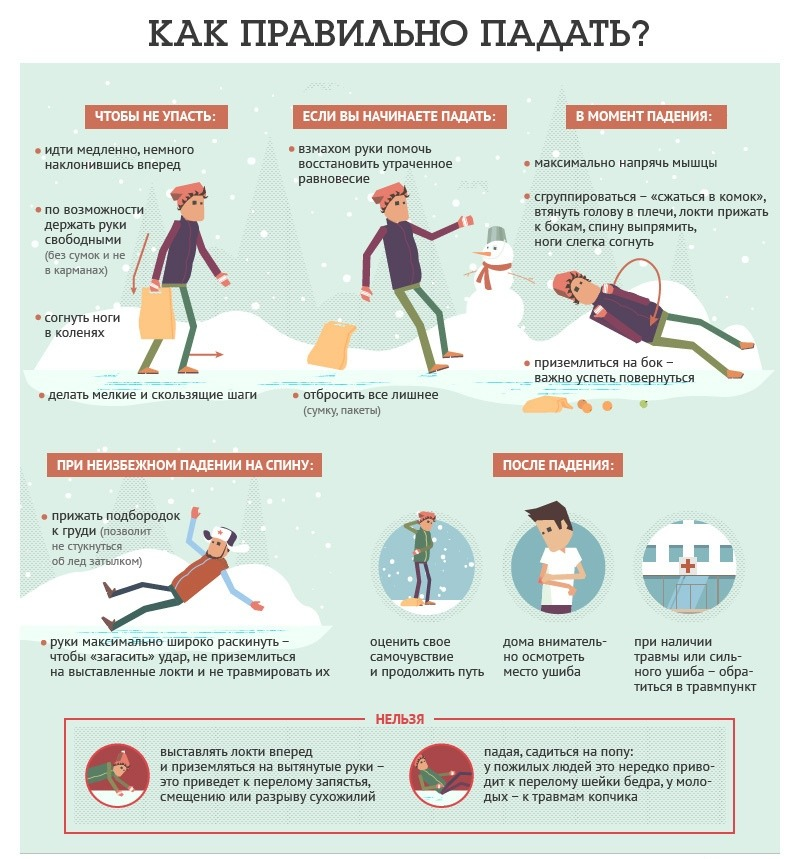 КАК ПРАВИЛЬНО ПАДАТЬ?
ЧТОБЫ НЕ УПАСТЬ:
• идти медленно, немного
наклонившись вперед
• по возможности
держать руки
свободными
(без сумок и не
в карманах)
• согнуть ноги
в коленях
• делать мелкие и скользящие шаги
ЕСЛИ ВЫ НАЧИНАЕТЕ ПАДАТЬ:
• взмахом руки помочь
восстановить утраченное
равновесие
• отбросить все лишнее
(сумку, пакеты)
В МОМЕНТ ПАДЕНИЯ:
• максимально напрячь мышцы
• сгруппироваться – «сжаться в комок»,
втянуть голову в плечи, локти прижать
к бокам, спину выпрямить,
ноги слегка согнуть
• приземлиться на бок –
важно успеть повернуться
ПРИ НЕИЗБЕЖНОМ ПАДЕНИИ НА СПИНУ:
• прижать подбородок
к груди (позволит
не стукнуться
об лед затылком)
• руки максимально широко раскинуть –
чтобы «загасить» удар, не приземлиться
на выставленные локти и не травмировать их
ПОСЛЕ ПАДЕНИЯ:
оценить свое
самочувствие
и продолжить путь
дома вниматель-
но осмотреть
место ушиба
при наличии
травмы или силь-
ного ушиба – обра-
титься в травмпункт
НЕЛЬЗЯ
выставлять локти вперед
и приземляться на вытянутые руки –
это приведет к перелому запястья,
смещению или разрыву сухожилий
падая, садиться на попу:
у пожилых людей это нередко приво-
дит к перелому шейки бедра, у моло-
дых – к травмам копчика